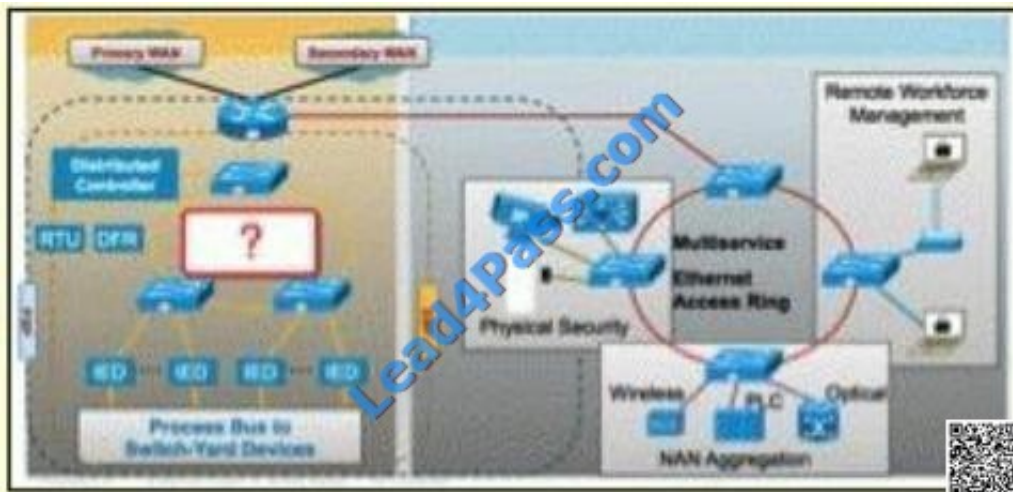 Primary WAN
Secondary WAN
Distributed
Controller
RTU
DFR
?
IED
IED
IED
IED
Process Bus to
Switch-Yard Devices
Physical Security
Multiservice
Ethernet
Access Ring
Remote Workforce
Management
Wireless
PLC
Optical
NAN Aggregation
Lead4Pass.com